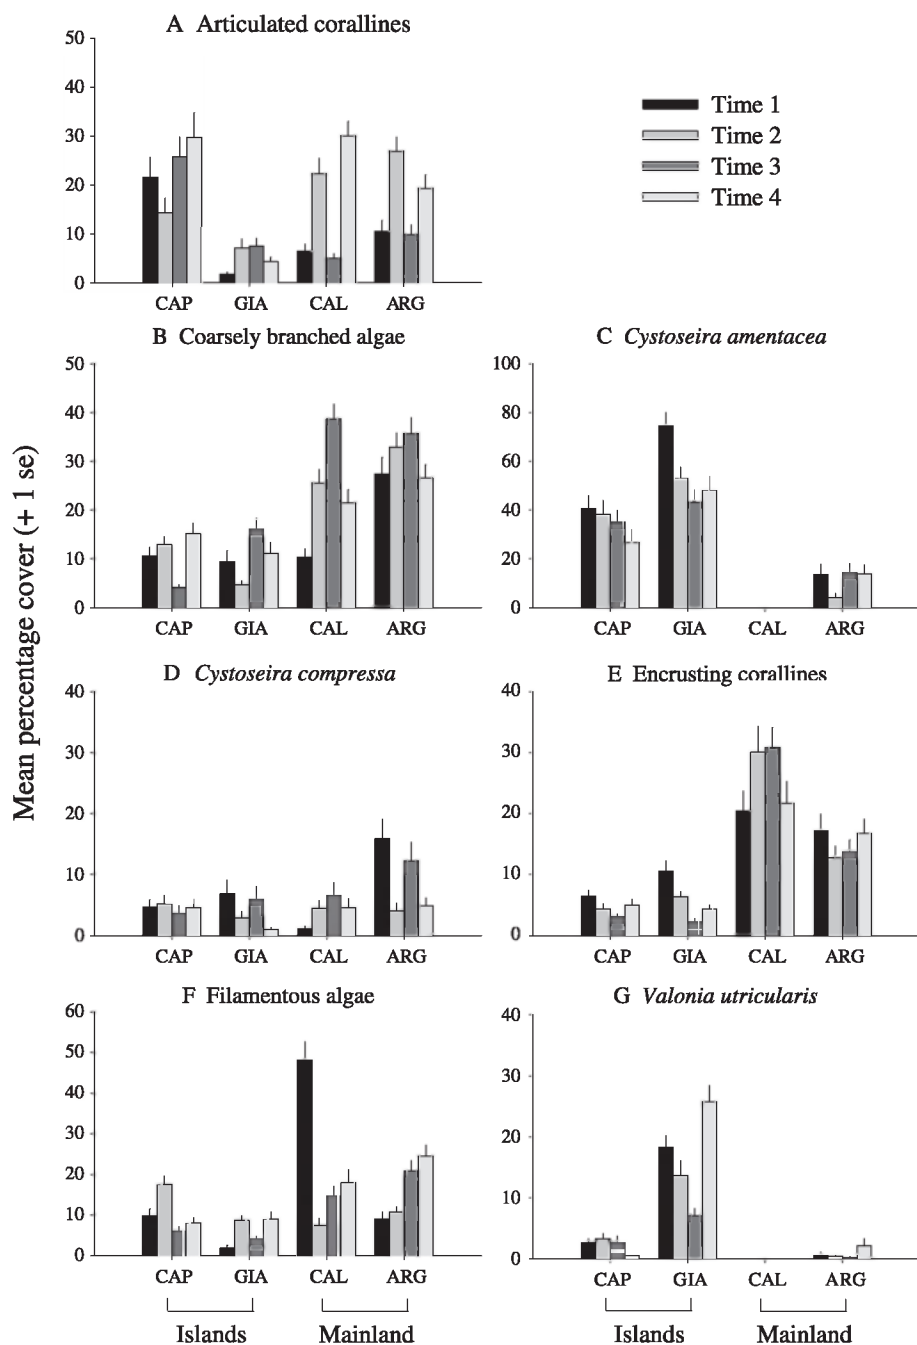 A Articulated corallines
50
40
30
20
10
0
CAP GIA CAL ARG
Time 1
Time 2
Time 3
Time 4
Mean percentage cover (+ 1 se)
B Coarsely branched algae
50
40
30
20
10
0
CAP GIA CAL ARG
C Cystoseira amentacea
100
80
60
40
20
0
CAP GIA CAL ARG
D Cystoseira compressa
40
30
20
10
0
CAP GIA CAL ARG
E Encrusting corallines
40
30
20
10
0
CAP GIA CAL ARG
F Filamentous algae
60
50
40
30
20
10
0
CAP GIA CAL ARG
Islands Mainland
G Valonia utricularis
40
30
20
10
0
CAP GIA CAL ARG
Islands Mainland